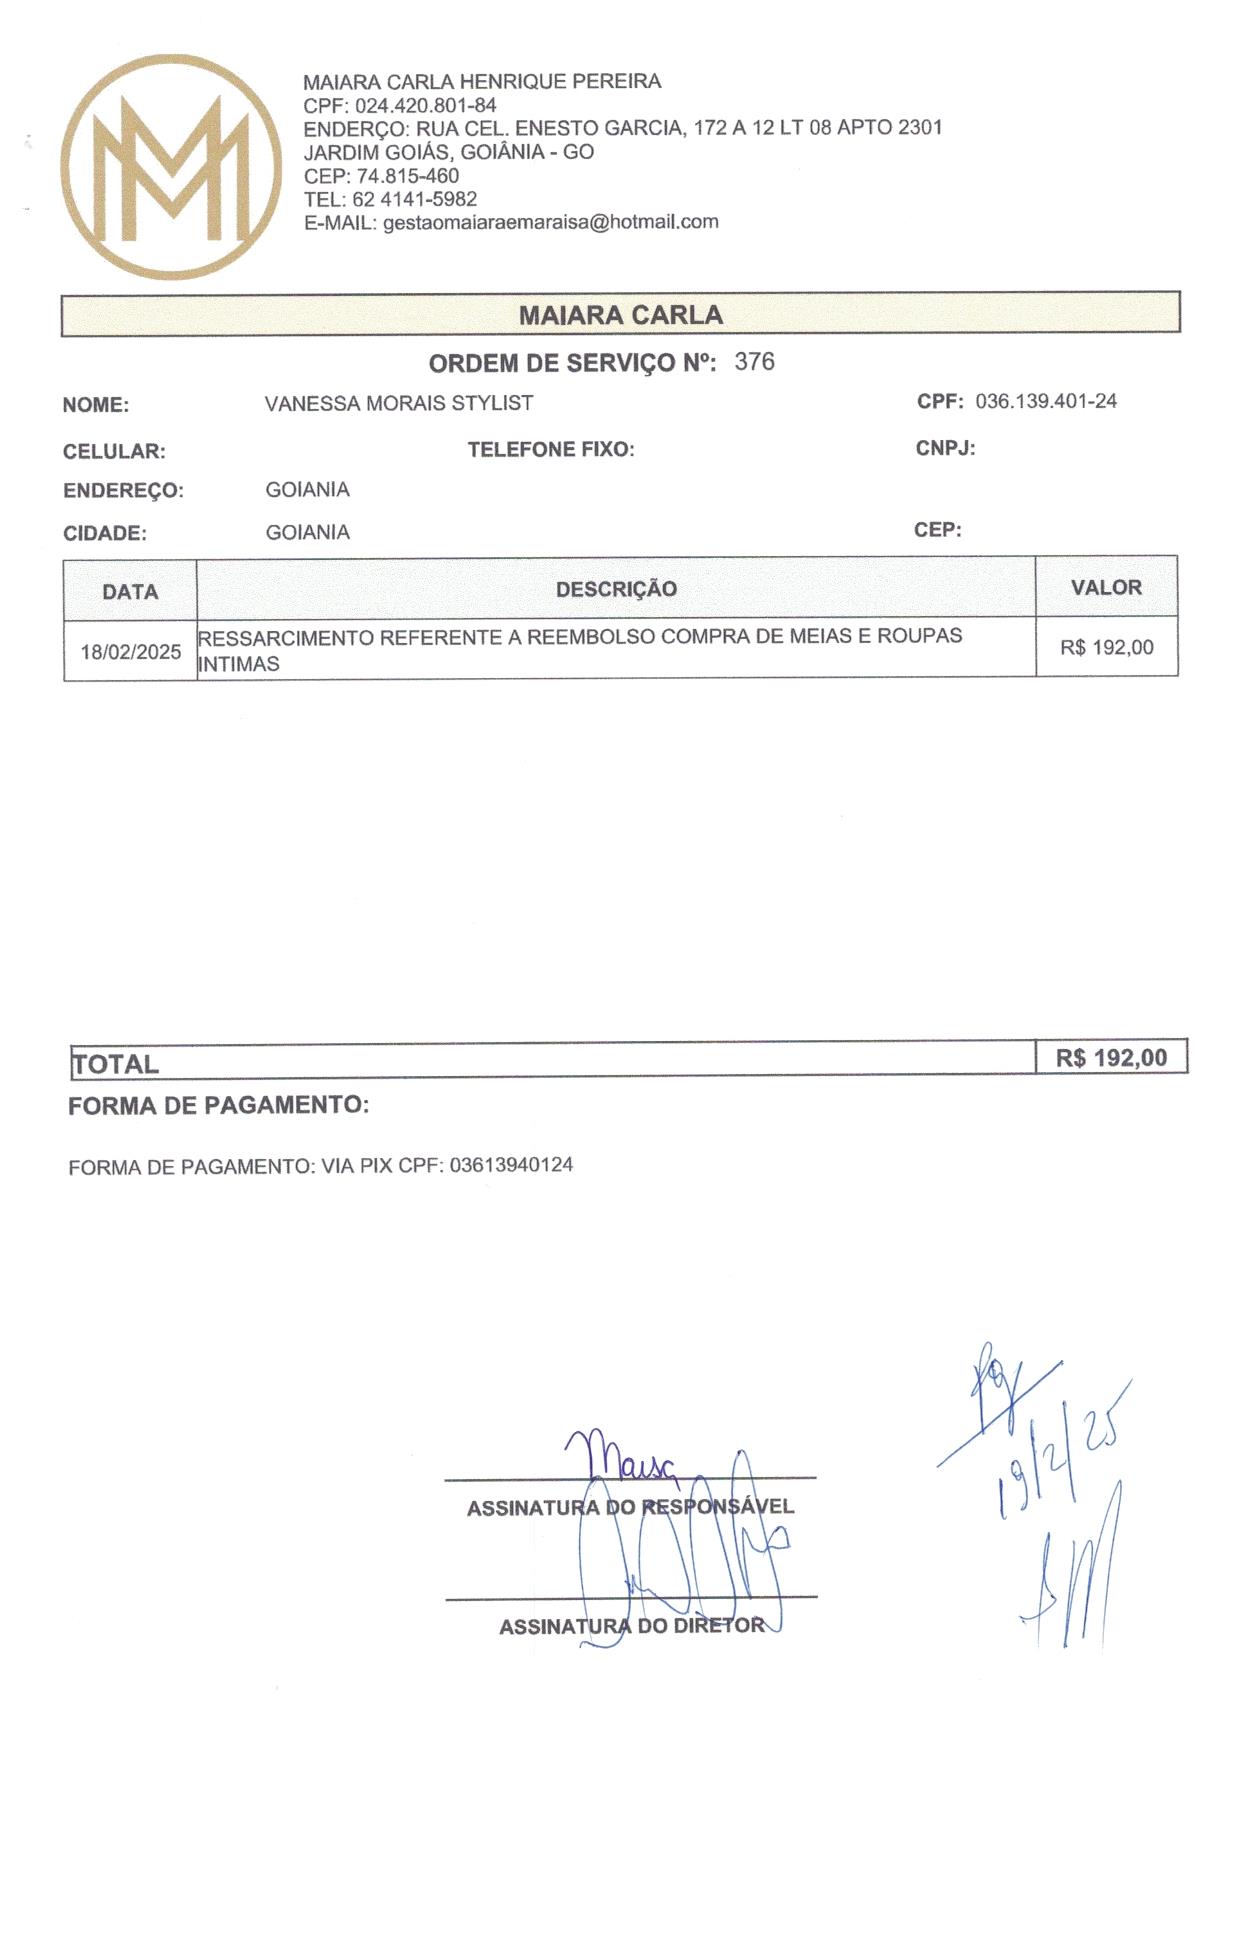 MAIARA CARLA HENRIQUE PEREIRA
CPF: 024.420.801-84
ENDERÇO: RUA CEL. ENESTO GARCIA, 172 A 12 LT 08 APTO 2301
JARDIM GOIÁS, GOIÂNIA - GO
CEP: 74.815-460
TEL: 62 4141-5982
E-MAIL: gestaomaiaraemaraisa@hotmail.com
MAIARA CARLA
ORDEM DE SERVIÇO Nº: 376
NOME: VANESSA MORAIS STYLIST CPF: 036.139.401-24
CELULAR: TELEFONE FIXO: CNPJ:
ENDEREÇO: GOIANIA
CIDADE: GOIANIA CEP:
DATA DESCRIÇÃO VALOR
18/02/2025 RESSARCIMENTO REFERENTE A REEMBOLSO COMPRA DE MEIAS E ROUPAS R$ 192,00
INTIMAS
TOTAL R$ 192,00
FORMA DE PAGAMENTO:
FORMA DE PAGAMENTO: VIA PIX CPF: 03613940124
Pg
19/2/25
Maisa
ASSINATURA DO RESPONSÁVEL
ASSINATURA DO DIRETOR